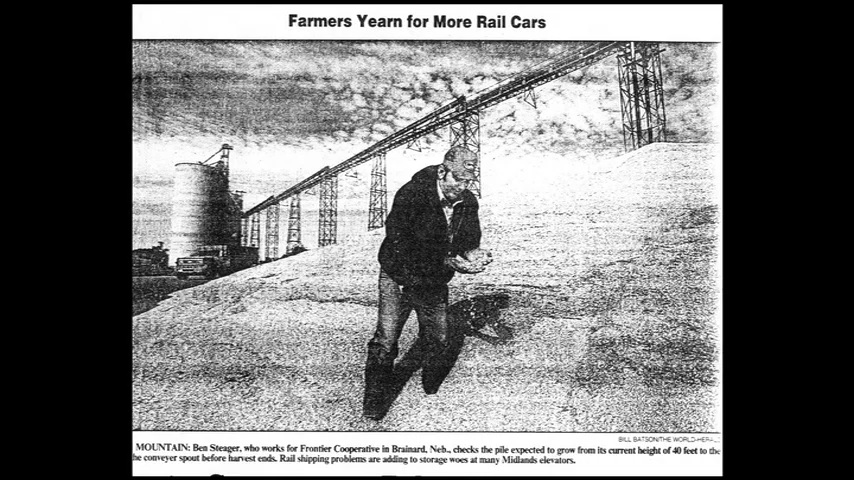 Farmers Yearn for More Rail Cars
BILL BATSON/THE WORLD-HERALD
MOUNTAIN: Ben Steager, who works for Frontier Cooperative in Brainard, Neb., checks the pile expected to grow from its current height of 40 feet to the
he conveyer spout before harvest ends. Rail shipping problems are adding to storage woes at many Midlands elevators.